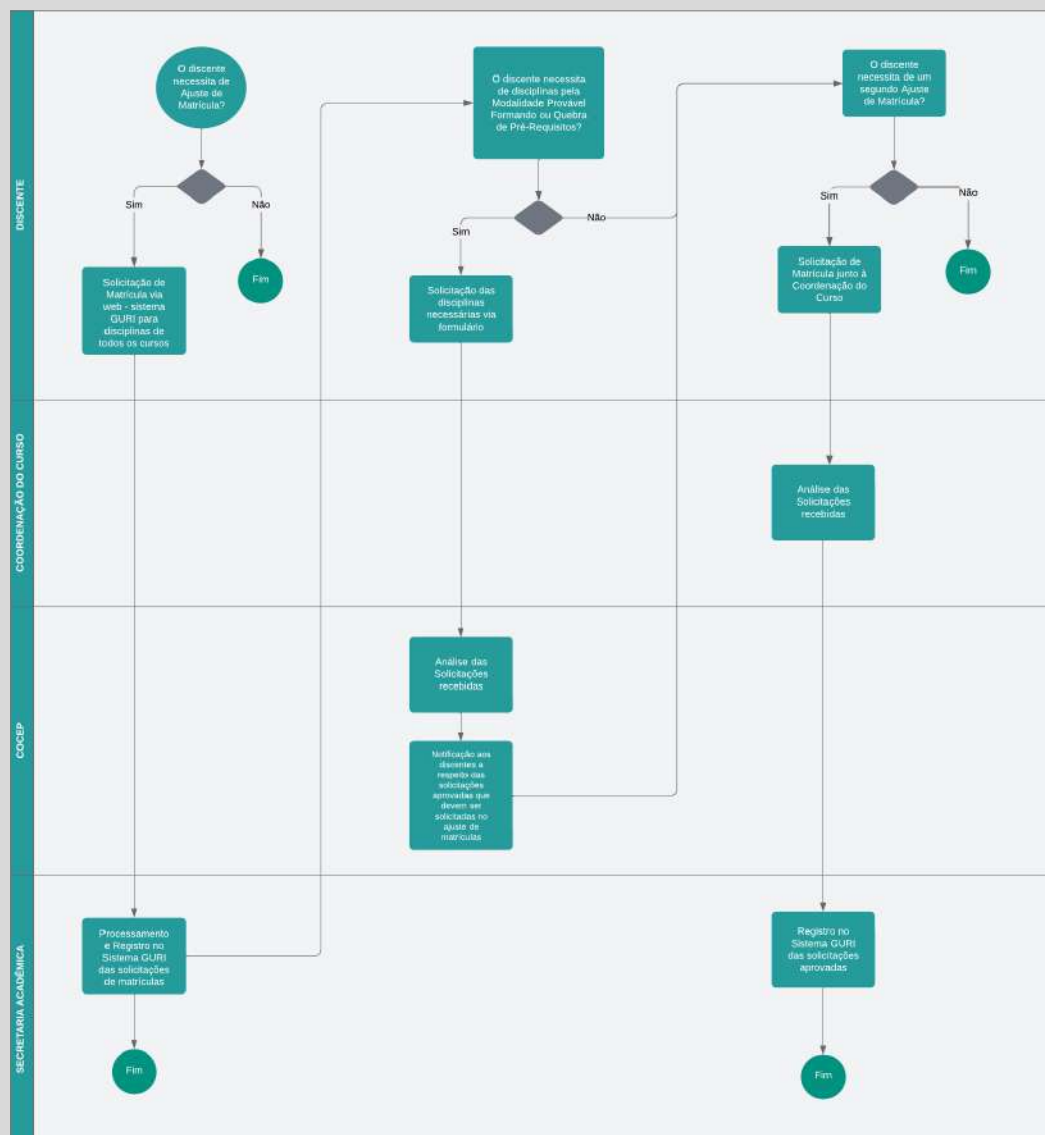 DISCENTE
O discente
necessita de
Ajuste de
Matrícula?
Sim
Não
Fim
Solicitação de
Matrícula via
web - sistema
GURI para
disciplinas de
todos os cursos
O discente necessita
de disciplinas pela
Modalidade Provável
Formando ou Quebra
de Pré-Requisitos?
Sim
Não
Solicitação das
disciplinas
necessárias via
formulário
O discente
necessita de um
segundo Ajuste
de Matrícula?
Sim
Não
Fim
Solicitação de
Matrícula junto à
Coordenação do
Curso
COORDENAÇÃO DO CURSO
Análise das
Solicitações
recebidas
COCEP
Análise das
Solicitações
recebidas
Notificação aos
discentes a
respeito das
solicitações
aprovadas que
devem ser
solicitadas no
ajuste de
matrículas
SECRETARIA ACADÊMICA
Processamento
e Registro no
Sistema GURI
das solicitações
de matrículas
Fim
Registro no
Sistema GURI
das solicitações
aprovadas
Fim